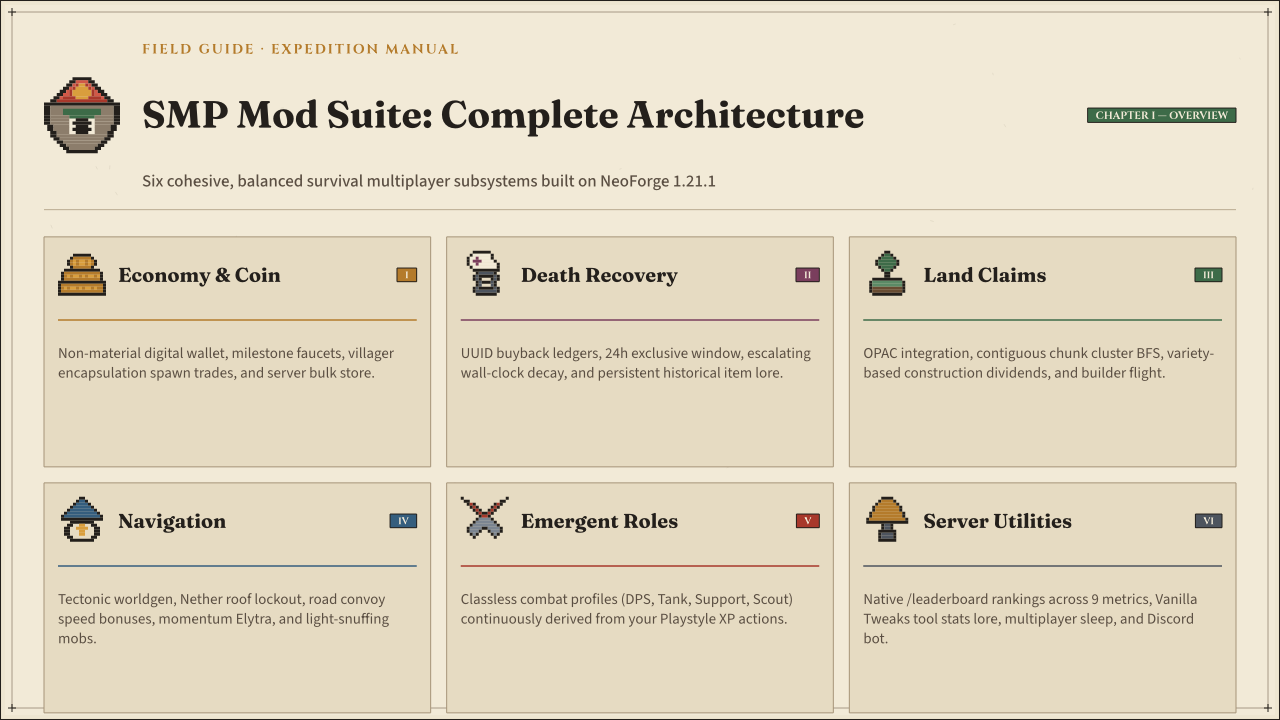 FIELD GUIDE · EXPEDITION MANUAL
SMP Mod Suite: Complete Architecture
CHAPTER I — OVERVIEW
Six cohesive, balanced survival multiplayer subsystems built on NeoForge 1.21.1
Economy & Coin
I
Non-material digital wallet, milestone faucets, villager
encapsulation spawn trades, and server bulk store.
Death Recovery
II
UUID buyback ledgers, 24h exclusive window, escalating
wall-clock decay, and persistent historical item lore.
Land Claims
III
OPAC integration, contiguous chunk cluster BFS, variety-
based construction dividends, and builder flight.
Navigation
IV
Tectonic worldgen, Nether roof lockout, road convoy
speed bonuses, momentum Elytra, and light-snuffing
mobs.
Emergent Roles
V
Classless combat profiles (DPS, Tank, Support, Scout)
continuously derived from your Playstyle XP actions.
Server Utilities
VI
Native /leaderboard rankings across 9 metrics, Vanilla
Tweaks tool stats lore, multiplayer sleep, and Discord
bot.